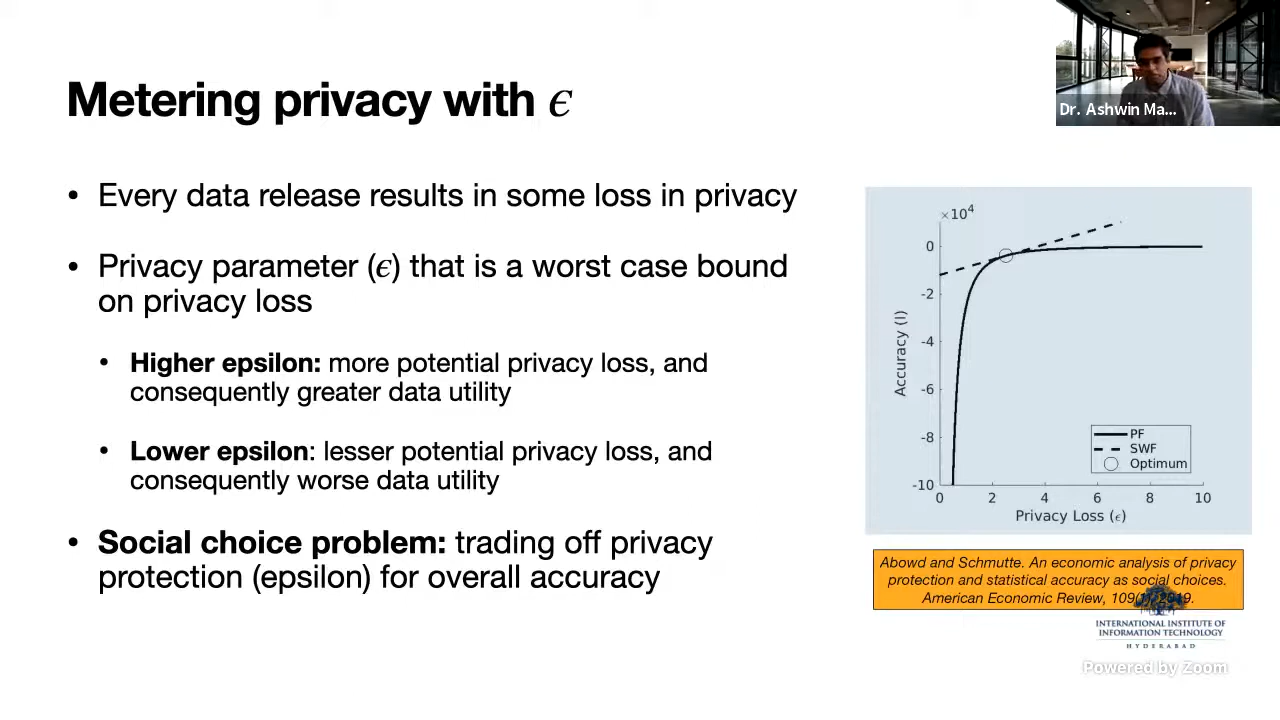 Metering privacy with ϵ
Dr. Ashwin Ma...
• Every data release results in some loss in privacy
• Privacy parameter (ϵ) that is a worst case bound
on privacy loss
• Higher epsilon: more potential privacy loss, and
consequently greater data utility
• Lower epsilon: lesser potential privacy loss, and
consequently worse data utility
• Social choice problem: trading off privacy
protection (epsilon) for overall accuracy
×10⁴
0
-2
-4
-6
-8
-10
Accuracy (I)
PF
SWF
Optimum
0 2 4 6 8 10
Privacy Loss (ϵ)
Abowd and Schmutte. An economic analysis of privacy
protection and statistical accuracy as social choices.
American Economic Review, 2019.
INTERNATIONAL INSTITUTE OF
INFORMATION TECHNOLOGY
HYDERABAD
Powered by Zoom